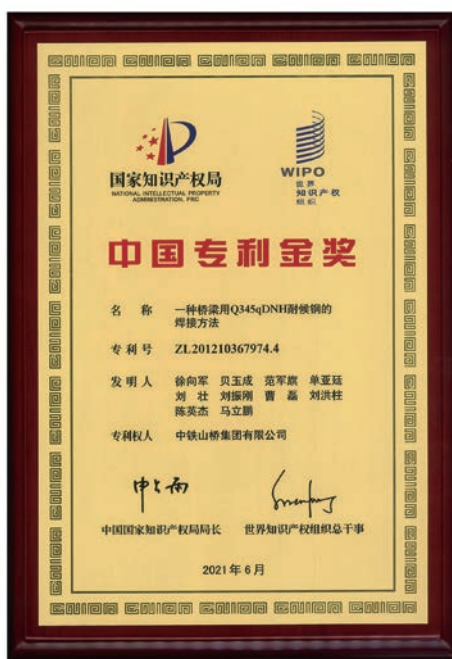 国家知识产权局
NATIONAL INTELLECTUAL PROPERTY
ADMINISTRATION, PRC
WIPO
世界
知识产权
组织
中国专利金奖
名 称 一种桥梁用Q345qDNH耐候钢的
焊接方法
专利号 ZL201210367974.4
发明人 徐向军 贝玉成 范军旗 单亚廷
刘 壮 刘振刚 曹 磊 刘洪柱
陈英杰 马立鹏
专利权人 中铁山桥集团有限公司
申长雨
中国国家知识产权局局长 世界知识产权组织总干事
2021年6月